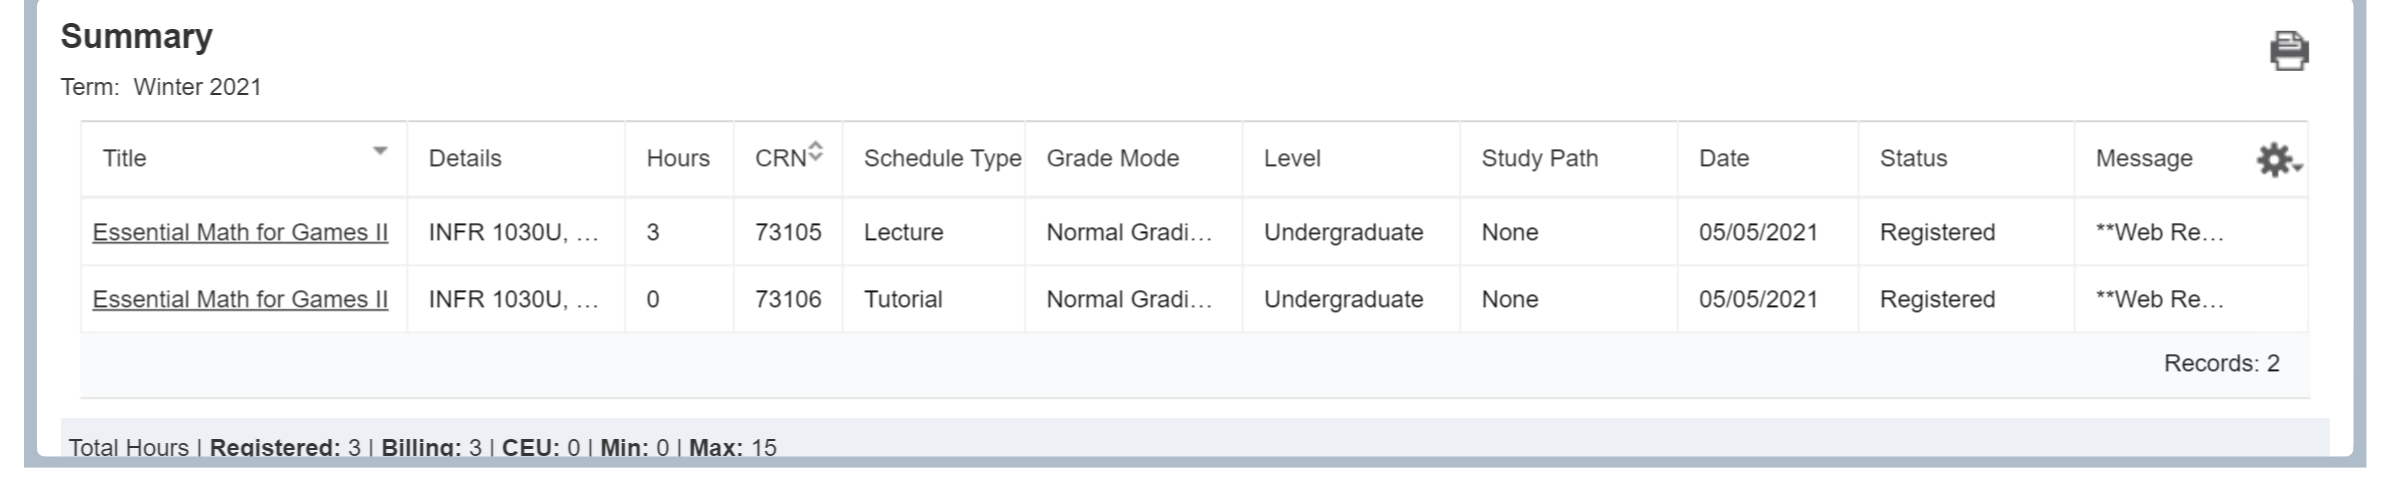 Summary
Term: Winter 2021
Title Details Hours CRN Schedule Type Grade Mode Level Study Path Date Status Message
Essential Math for Games II INFR 1030U, ... 3 73105 Lecture Normal Gradi... Undergraduate None 05/05/2021 Registered **Web Re...
Essential Math for Games II INFR 1030U, ... 0 73106 Tutorial Normal Gradi... Undergraduate None 05/05/2021 Registered **Web Re...
Records: 2
Total Hours | Registered: 3 | Billing: 3 | CEU: 0 | Min: 0 | Max: 15